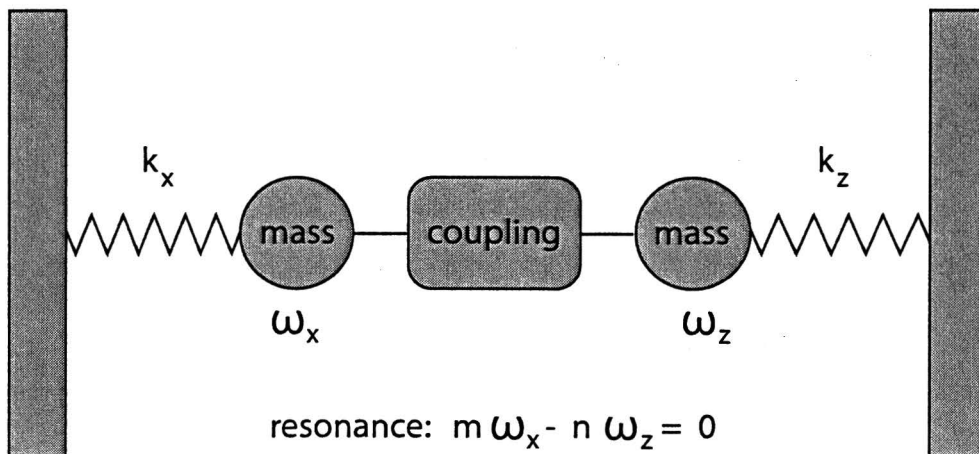 k_x k_z
mass coupling mass
ω_x ω_z
resonance: m ω_x - n ω_z = 0